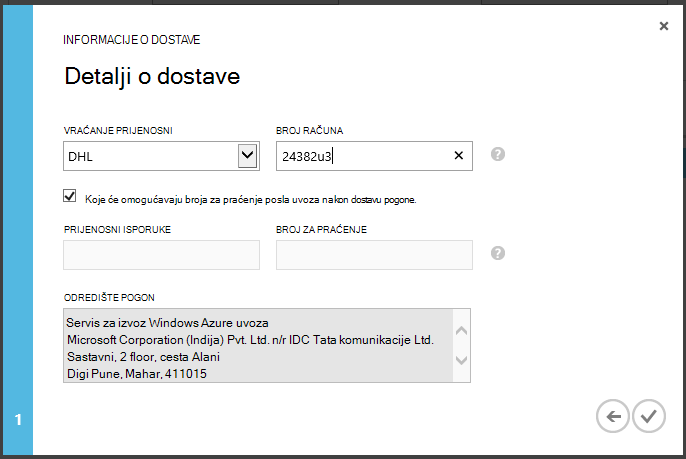 INFORMACIJE O DOSTAVE
Detalji o dostave
VRAĆANJE PRIJENOSNI BROJ RAČUNA
DHL 24382u3
Koje će omogućavaju broja za praćenje posla uvoza nakon dostavu pogone.
PRIJENOSNI ISPORUKE BROJ ZA PRAĆENJE
ODREDIŠTE POGON
Servis za izvoz Windows Azure uvoza
Microsoft Corporation (Indija) Pvt. Ltd. n/r IDC Tata komunikacije Ltd.
Sastavni, 2 floor, cesta Alani
Digi Pune, Mahar, 411015
1